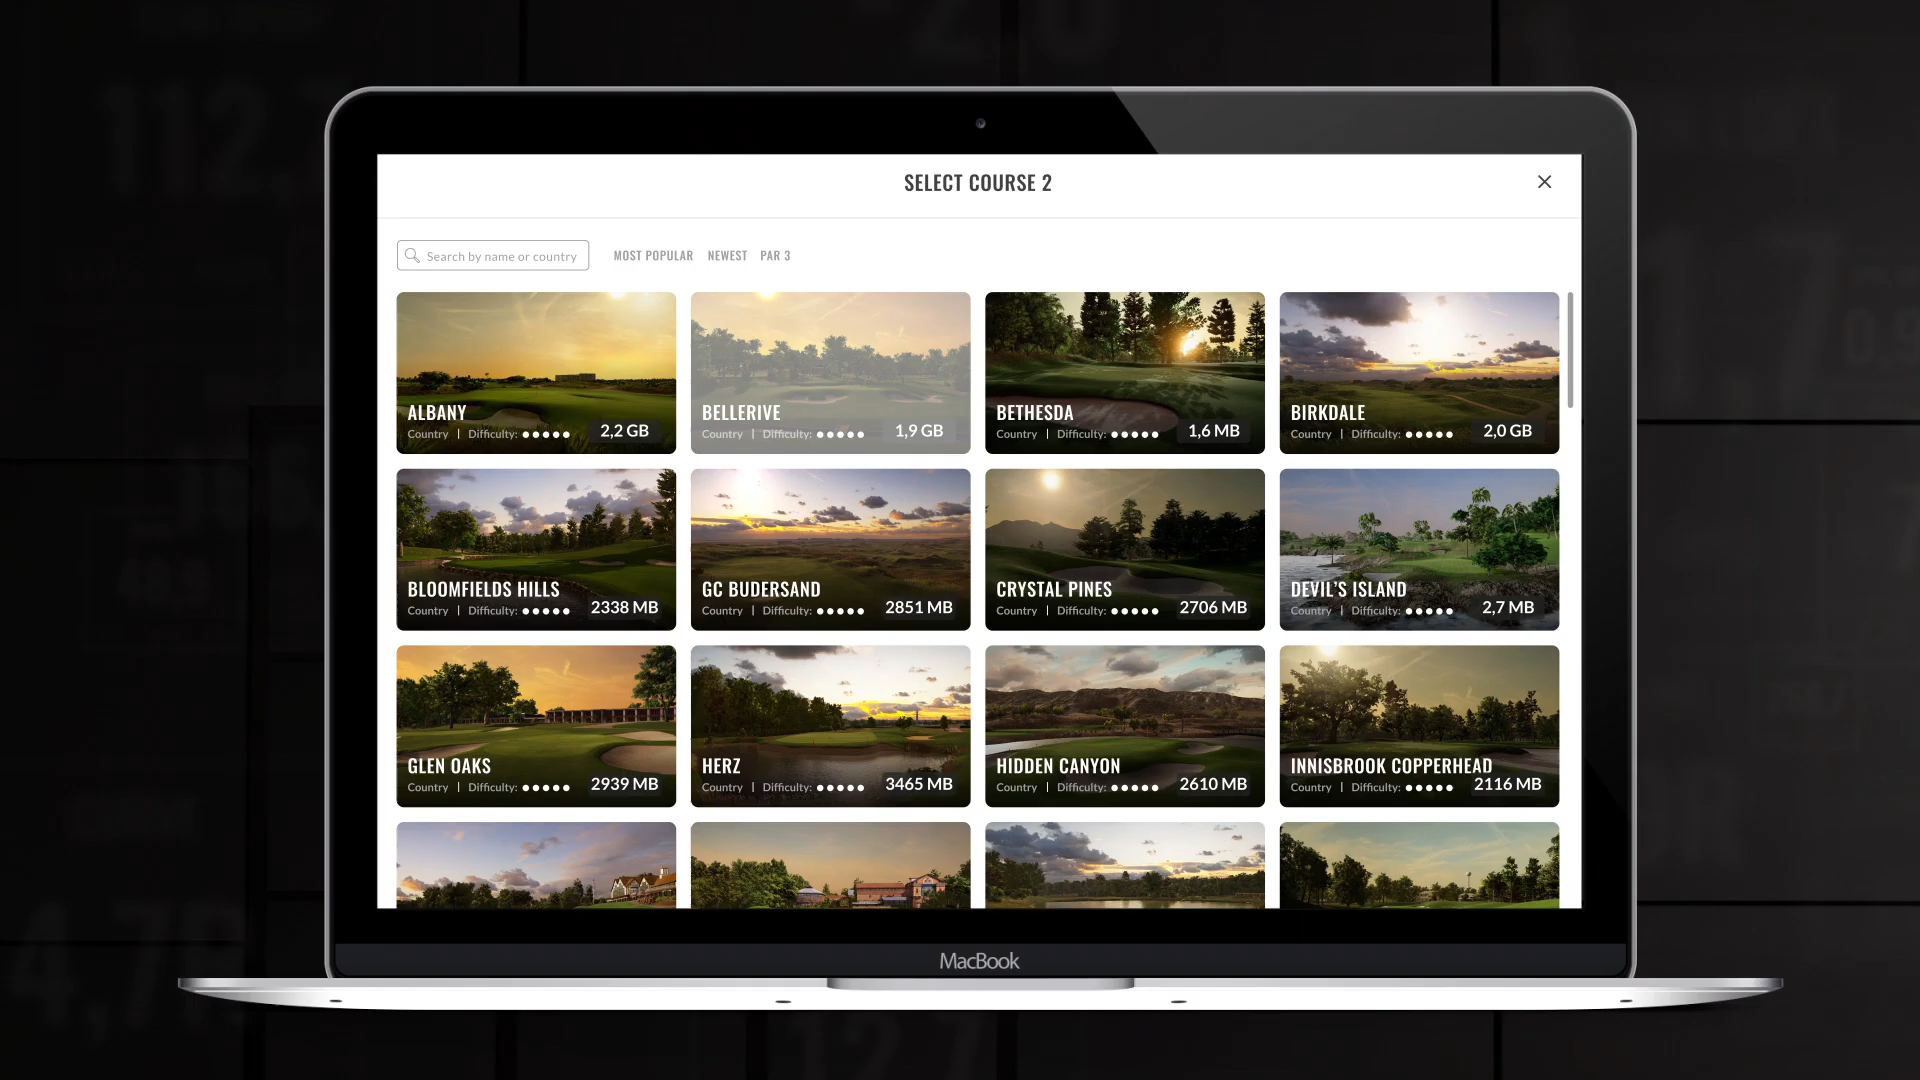 SELECT COURSE 2
Search by name or country
MOST POPULAR NEWEST PAR 3
ALBANY
Country | Difficulty: 2,2 GB
BELLERIVE
Country | Difficulty: 1,9 GB
BETHESDA
Country | Difficulty: 1,6 MB
BIRKDALE
Country | Difficulty: 2,0 GB
BLOOMFIELDS HILLS
Country | Difficulty: 2338 MB
GC BUDERSAND
Country | Difficulty: 2851 MB
CRYSTAL PINES
Country | Difficulty: 2706 MB
DEVIL'S ISLAND
Country | Difficulty: 2,7 MB
GLEN OAKS
Country | Difficulty: 2939 MB
HERZ
Country | Difficulty: 3465 MB
HIDDEN CANYON
Country | Difficulty: 2610 MB
INNISBROOK COPPERHEAD
Country | Difficulty: 2116 MB
MacBook